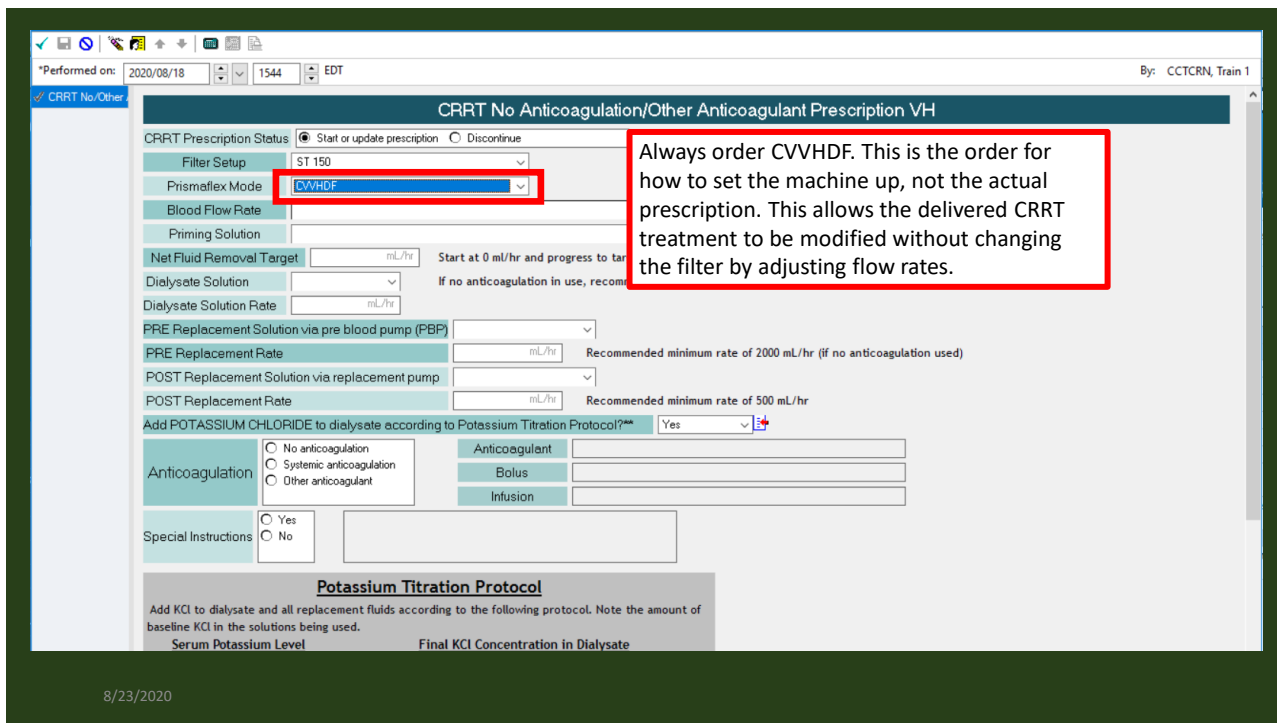 *Performed on: 2020/08/18 1544 EDT By: CCTCRN, Train 1
CRRT No/Other
CRRT No Anticoagulation/Other Anticoagulant Prescription VH
CRRT Prescription Status Start or update prescription Discontinue
Filter Setup ST 150
Prismaflex Mode CVVHDF
Blood Flow Rate
Priming Solution
Always order CVVHDF. This is the order for
how to set the machine up, not the actual
prescription. This allows the delivered CRRT
treatment to be modified without changing
the filter by adjusting flow rates.
Net Fluid Removal Target mL/hr Start at 0 ml/hr and progress to tar
Dialysate Solution If no anticoagulation in use, recom
Dialysate Solution Rate mL/hr
PRE Replacement Solution via pre blood pump (PBP)
PRE Replacement Rate mL/hr Recommended minimum rate of 2000 mL/hr (if no anticoagulation used)
POST Replacement Solution via replacement pump
POST Replacement Rate mL/hr Recommended minimum rate of 500 mL/hr
Add POTASSIUM CHLORIDE to dialysate according to Potassium Titration Protocol?** Yes
Anticoagulation
No anticoagulation
Systemic anticoagulation
Other anticoagulant
Anticoagulant
Bolus
Infusion
Special Instructions
Yes
No
Potassium Titration Protocol
Add KCl to dialysate and all replacement fluids according to the following protocol. Note the amount of
baseline KCl in the solutions being used.
Serum Potassium Level Final KCl Concentration in Dialysate
8/23/2020